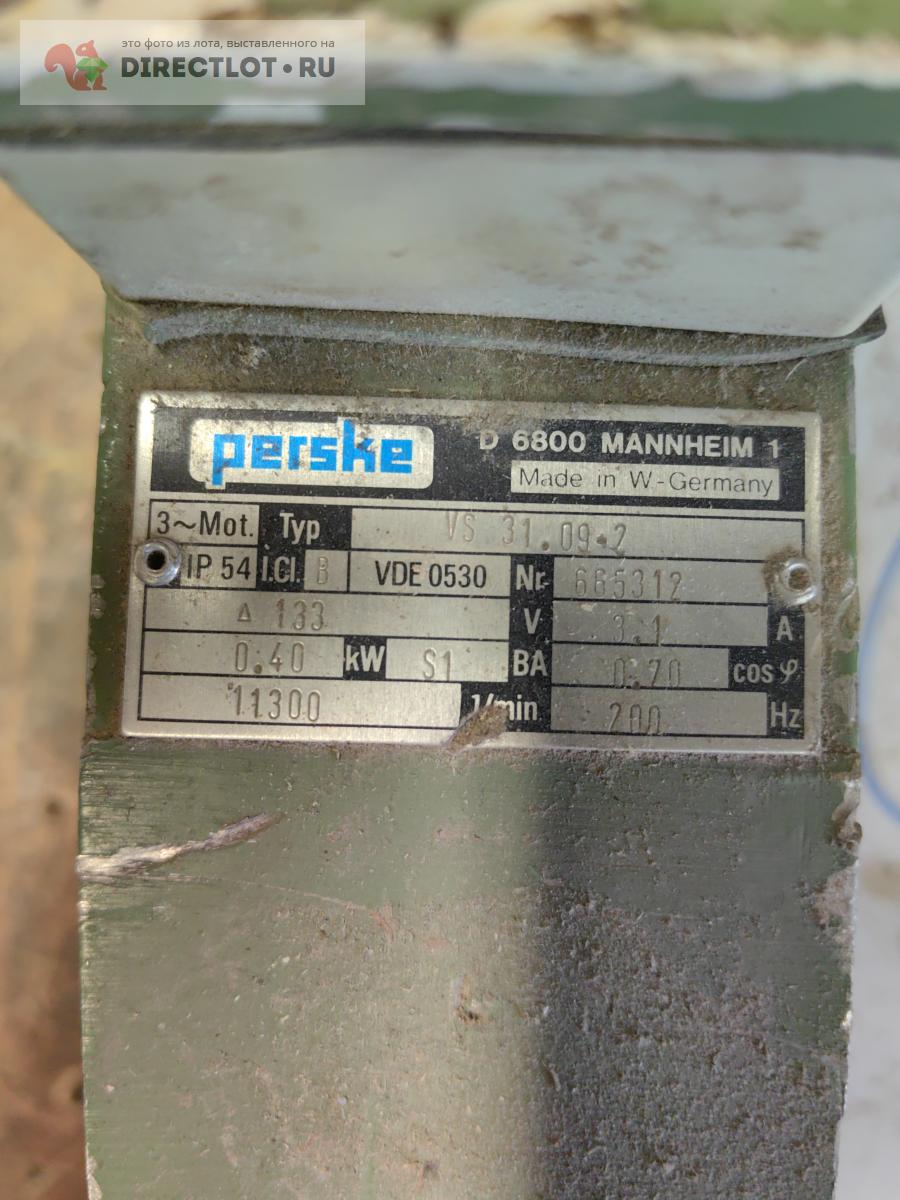 это фото из лота, выставленного на
DIRECTLOT•RU
perske D 6800 MANNHEIM 1
Made in W-Germany
3~Mot. Typ VS 31.09-2
IP 54 I.Cl. B VDE 0530 Nr 665312
Δ 133 V 3.1 A
0.40 kW S1 BA 0.70 cos φ
11300 1/min 200 Hz